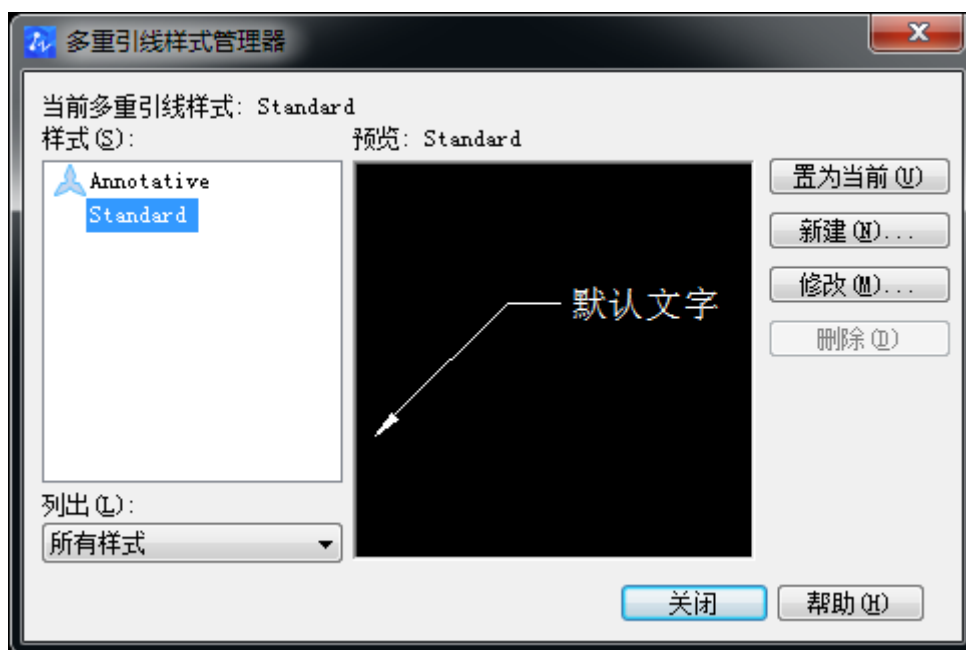 多重引线样式管理器
当前多重引线样式: Standard
样式(S):
预览: Standard
Annotative
Standard
默认文字
置为当前(U)
新建(N)...
修改(M)...
删除(D)
列出(L):
所有样式
关闭
帮助(H)